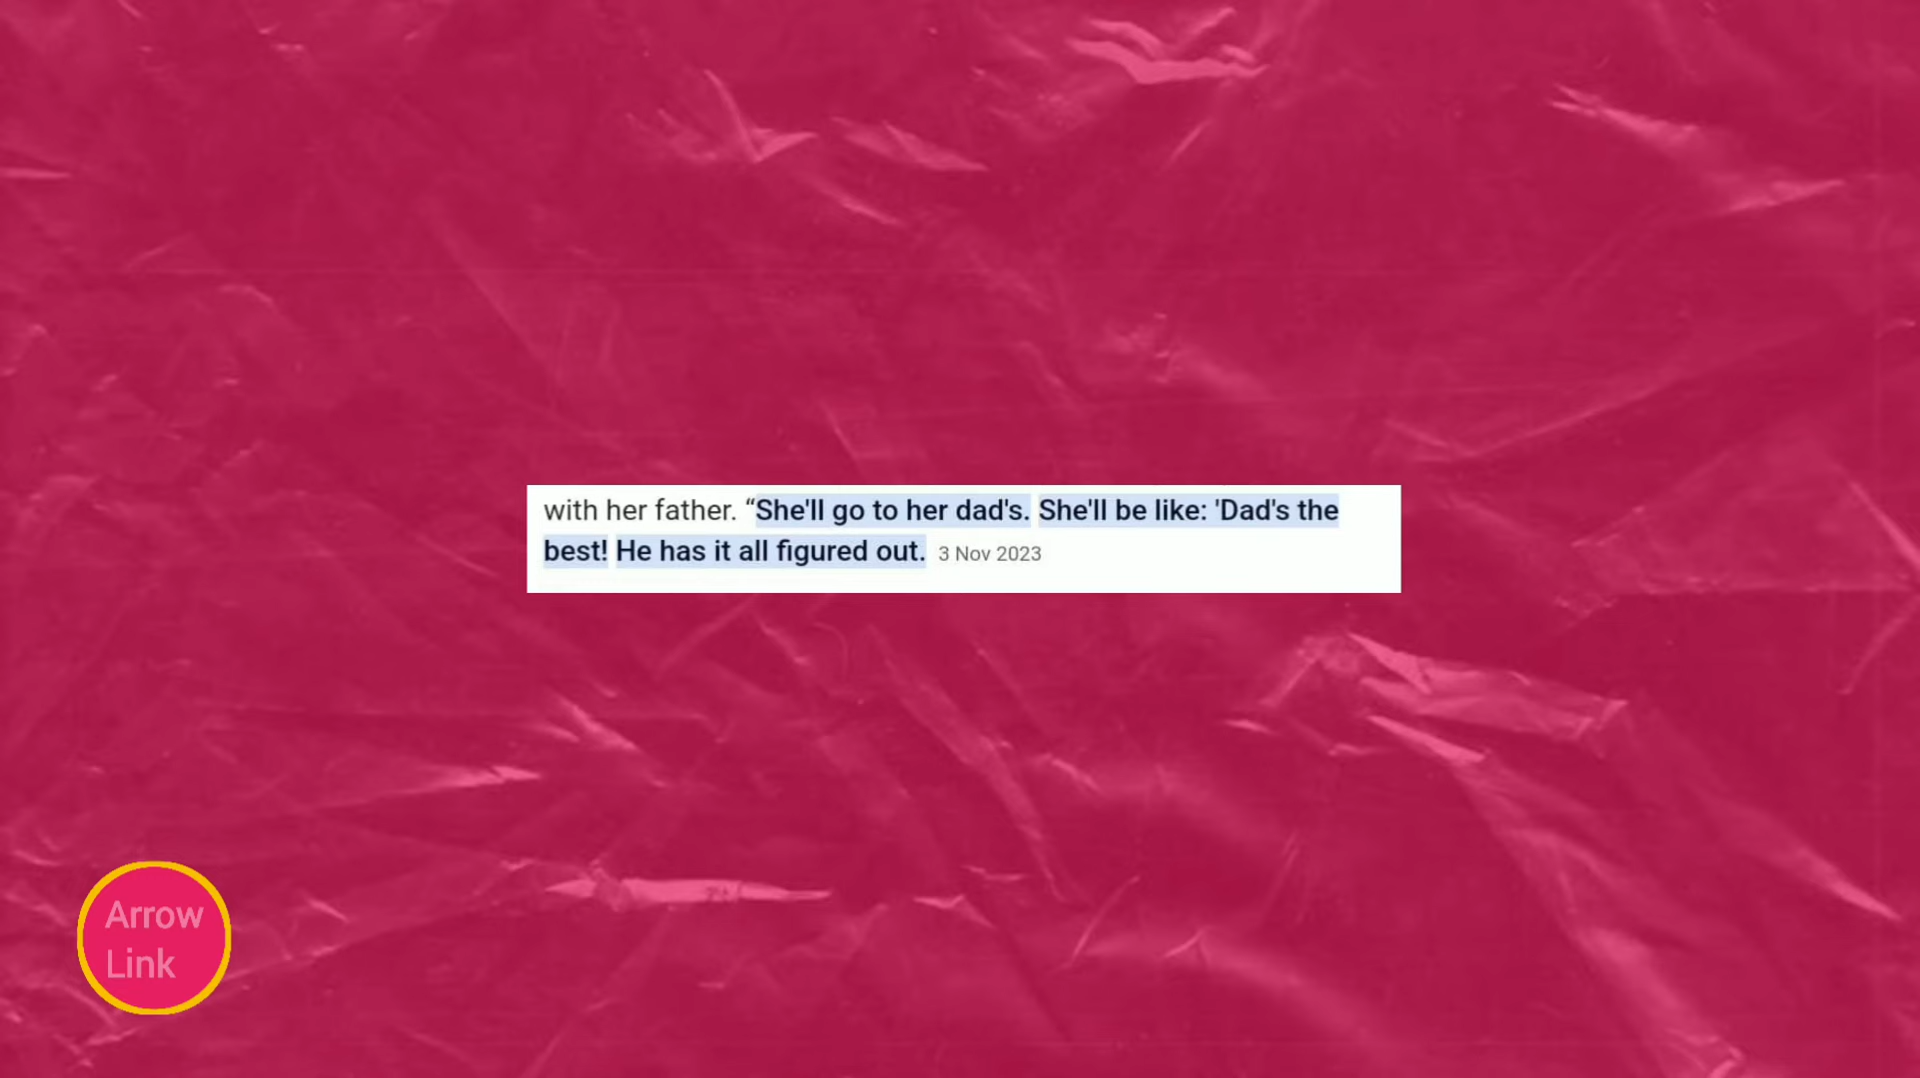 with her father. “She'll go to her dad's. She'll be like: 'Dad's the
best! He has it all figured out. 3 Nov 2023
Arrow
Link